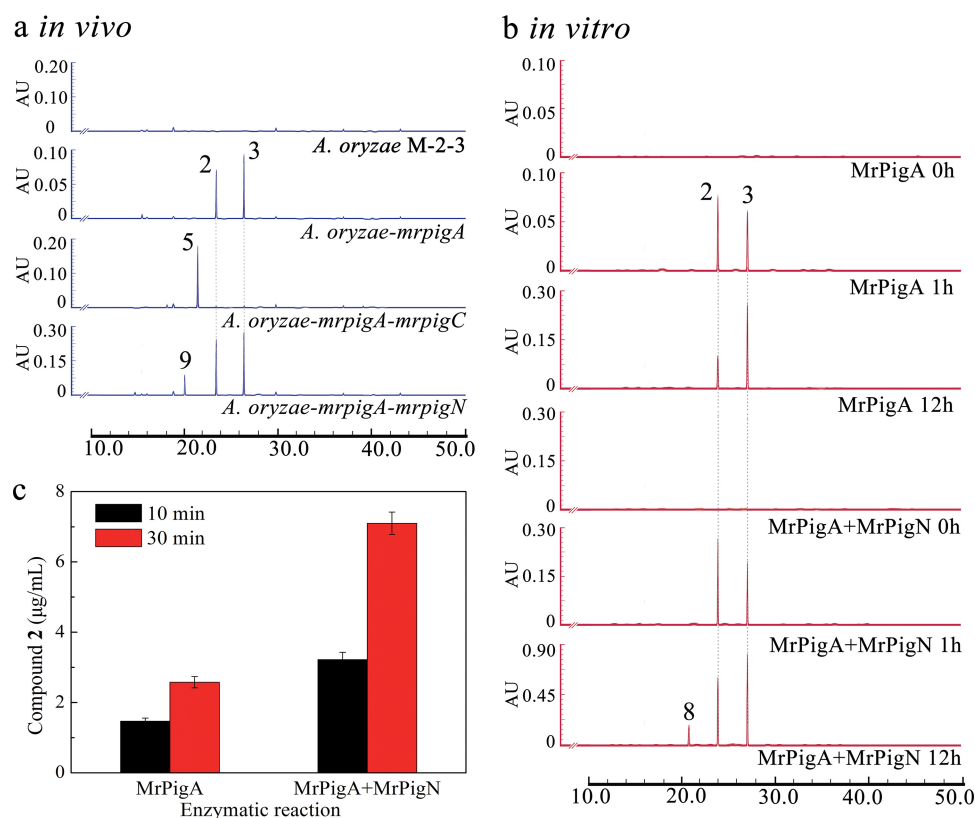 a in vivo
0.20
0.10
0
AU
A. oryzae M-2-3
0.10
0.05
0
AU
2
3
A. oryzae-mrpigA
0.20
0.10
0
AU
5
A. oryzae-mrpigA-mrpigC
0.30
0.15
0
AU
9
A. oryzae-mrpigA-mrpigN
10.0 20.0 30.0 40.0 50.0
b in vitro
0.10
0.05
0
AU
MrPigA 0h
0.10
0.05
0
AU
2
3
MrPigA 1h
0.30
0.15
0
AU
MrPigA 12h
0.30
0.15
0
AU
MrPigA+MrPigN 0h
0.30
0.15
0
AU
MrPigA+MrPigN 1h
0.90
0.45
0
AU
8
MrPigA+MrPigN 12h
10.0 20.0 30.0 40.0 50.0
c
8
6
4
2
0
Compound 2 (µg/mL)
10 min
30 min
MrPigA MrPigA+MrPigN
Enzymatic reaction